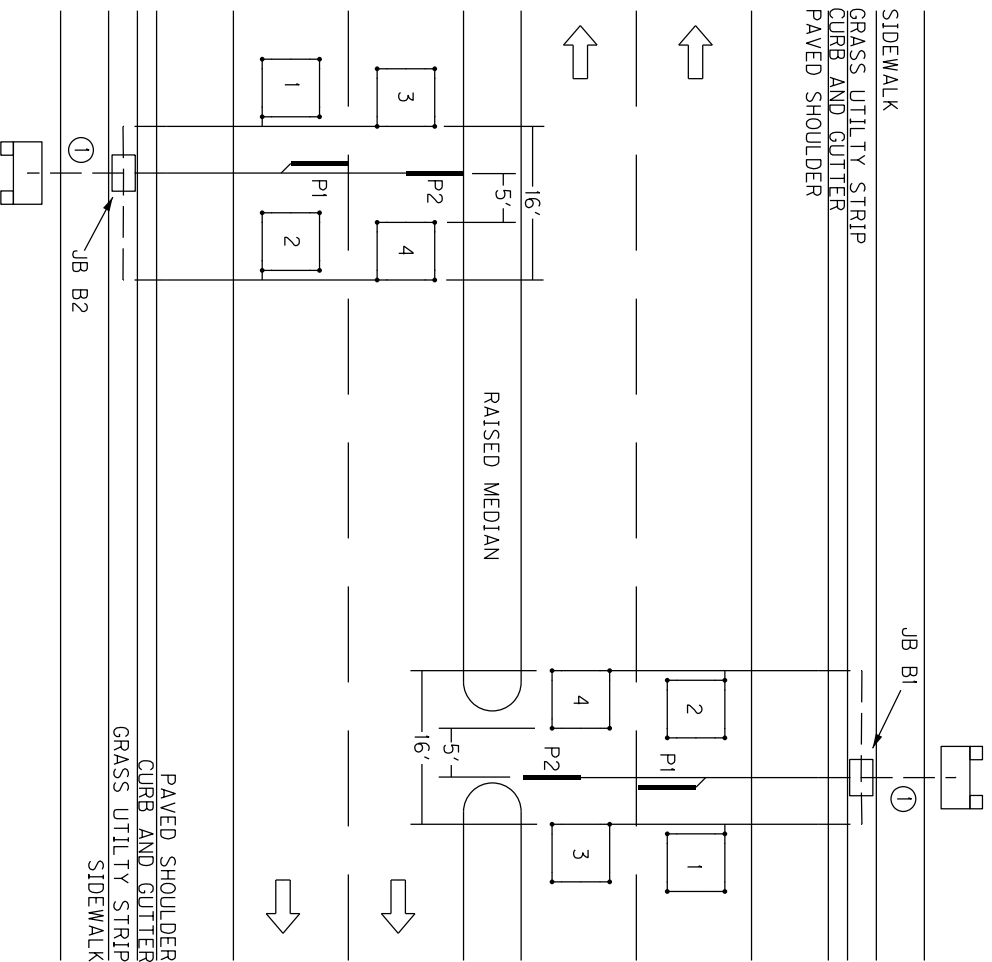 SIDEWALK
GRASS UTILTY STRIP
CURB AND GUTTER
PAVED SHOULDER
1
3
P1
P2
5'
16'
2
4
1
JB B2
RAISED MEDIAN
JB B1
4
2
16'
5'
P2
P1
1
3
1
PAVED SHOULDER
CURB AND GUTTER
GRASS UTILTY STRIP
SIDEWALK